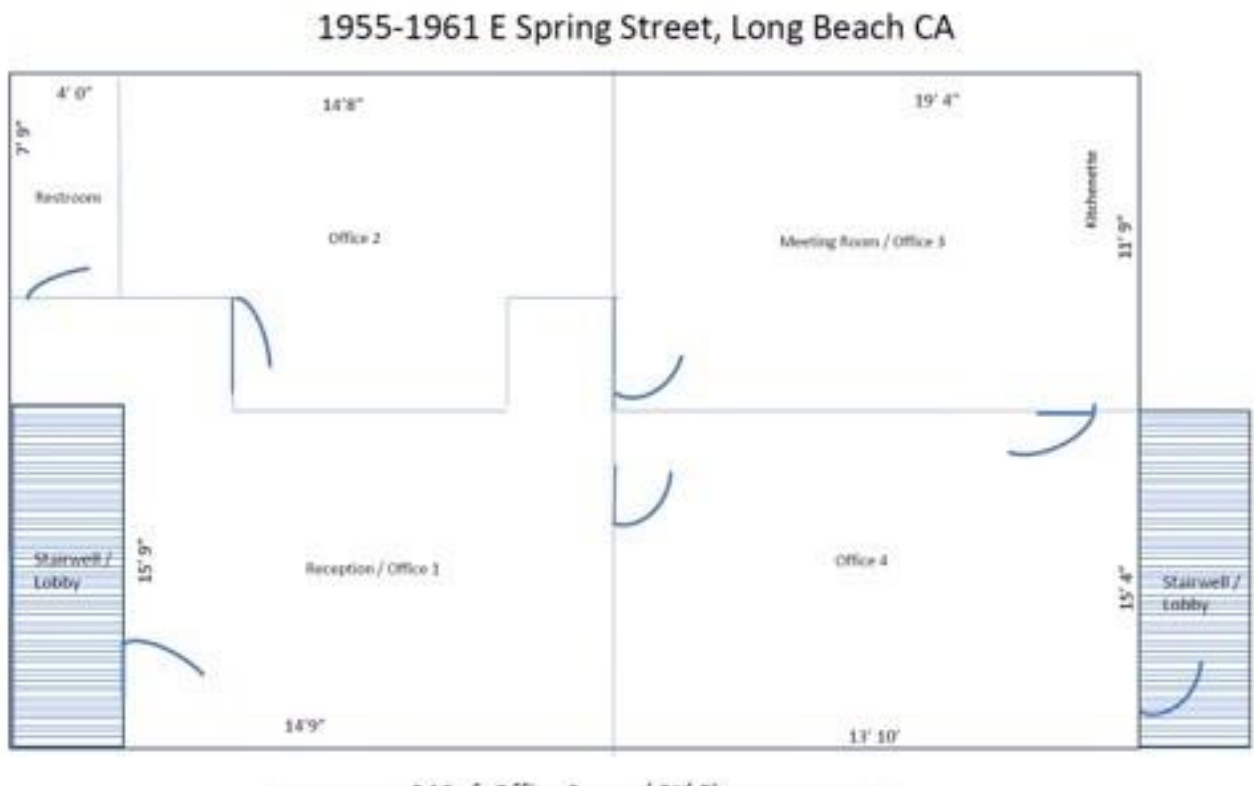 1955-1961 E Spring Street, Long Beach CA
4' 0"
14'8"
19' 4"
7' 9"
Restroom
Office 2
Meeting Room / Office 3
Kitchenette
11' 9"
Stairwell /
Lobby
15' 9"
Reception / Office 1
Office 4
15' 4"
Stairwell /
Lobby
14'9"
13' 10'